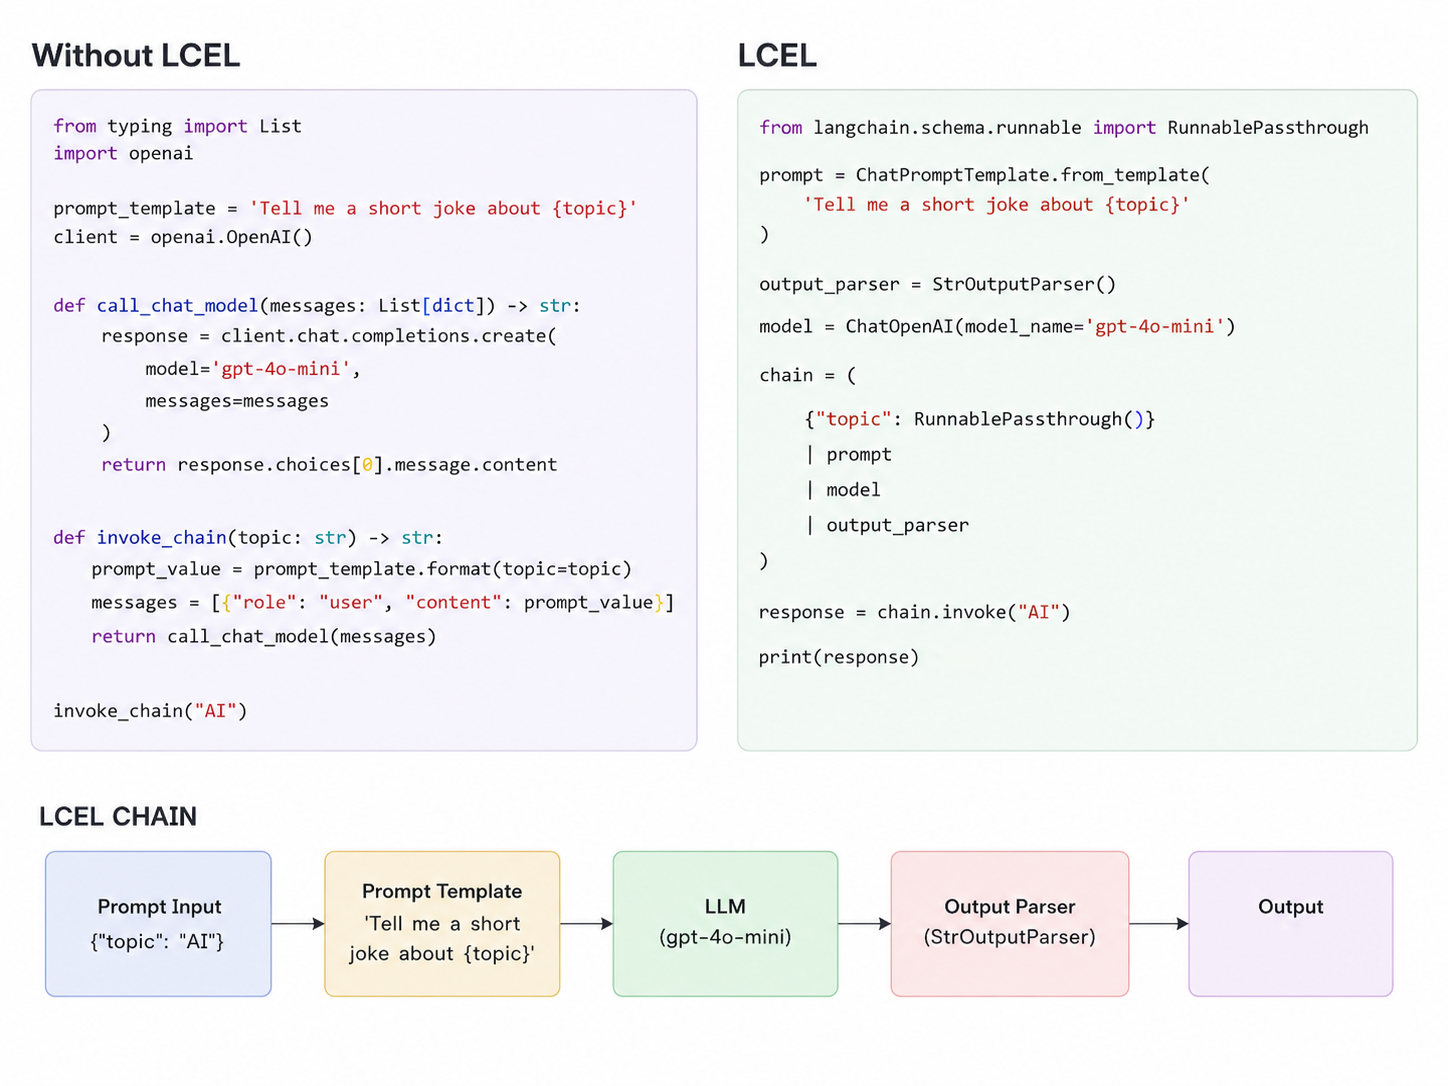 Without LCEL
from typing import List
import openai
prompt_template = 'Tell me a short joke about {topic}'
client = openai.OpenAI()
def call_chat_model(messages: List[dict]) -> str:
response = client.chat.completions.create(
model='gpt-4o-mini',
messages=messages
)
return response.choices[0].message.content
def invoke_chain(topic: str) -> str:
prompt_value = prompt_template.format(topic=topic)
messages = [{"role": "user", "content": prompt_value}]
return call_chat_model(messages)
invoke_chain("AI")
LCEL
from langchain.schema.runnable import RunnablePassthrough
prompt = ChatPromptTemplate.from_template(
'Tell me a short joke about {topic}'
)
output_parser = StrOutputParser()
model = ChatOpenAI(model_name='gpt-4o-mini')
chain = (
{"topic": RunnablePassthrough()}
| prompt
| model
| output_parser
)
response = chain.invoke("AI")
print(response)
LCEL CHAIN
Prompt Input
{"topic": "AI"}
Prompt Template
'Tell me a short
joke about {topic}'
LLM
(gpt-4o-mini)
Output Parser
(StrOutputParser)
Output